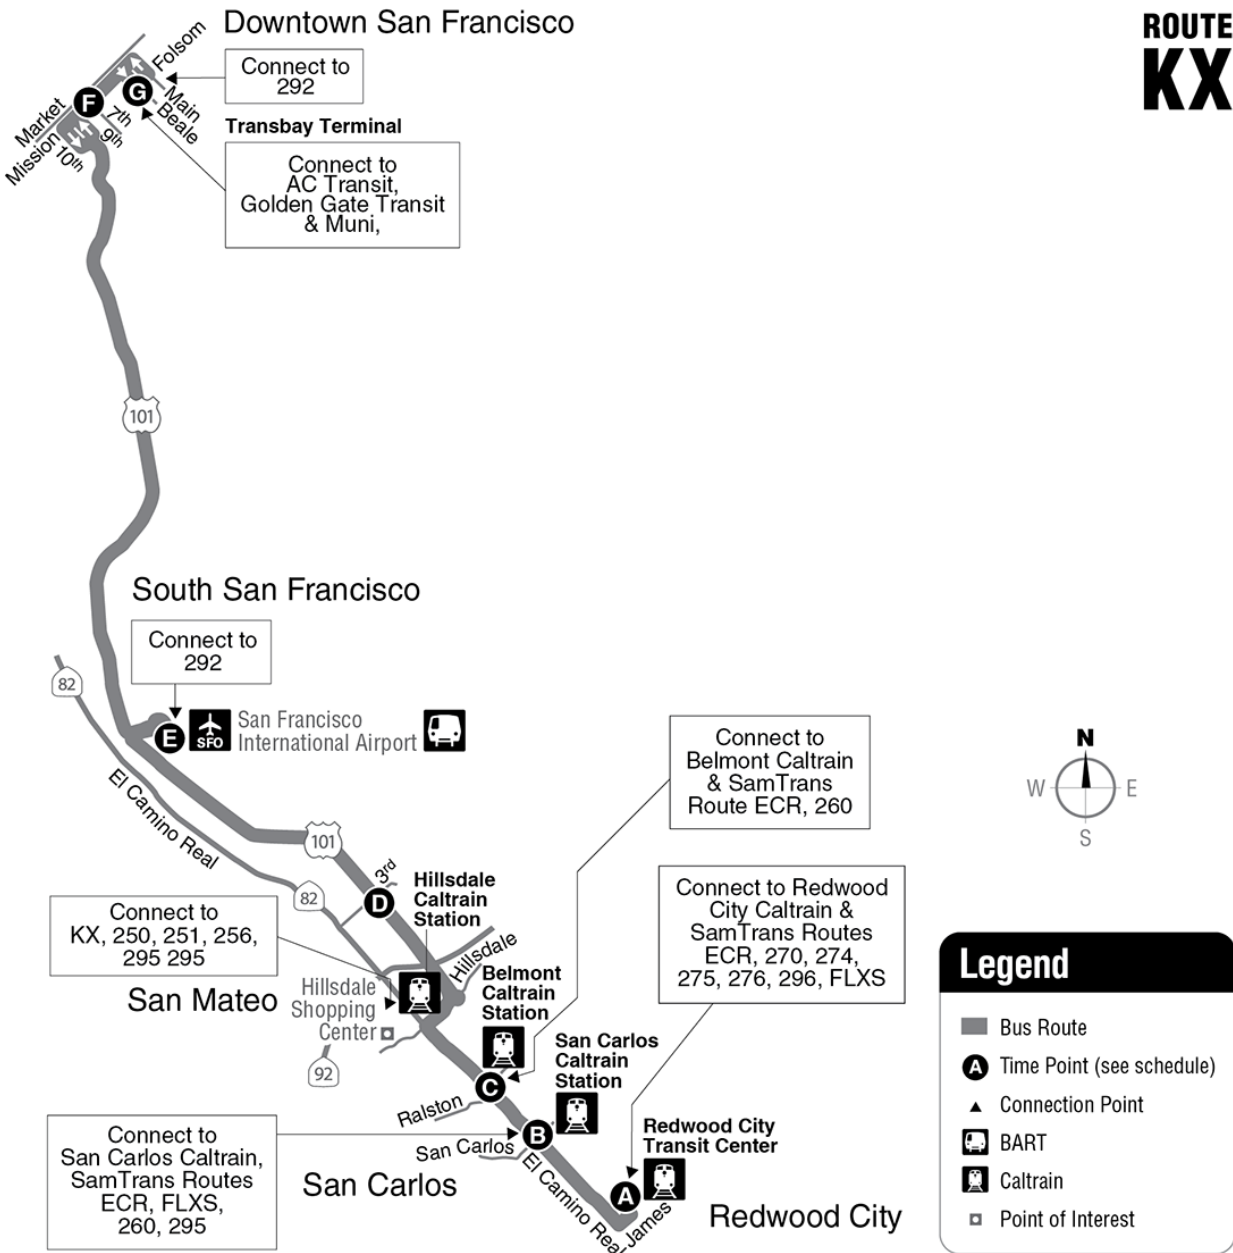 Downtown San Francisco
ROUTE
KX
Folsom
Connect to
292
Main
Beale
Market
Mission
7th
9th
10th
F
G
Transbay Terminal
Connect to
AC Transit,
Golden Gate Transit
& Muni,
101
South San Francisco
Connect to
292
82
E
SFO
San Francisco
International Airport
El Camino Real
101
Connect to
Belmont Caltrain
& SamTrans
Route ECR, 260
N
W
E
S
3rd
82
D
Hillsdale
Caltrain
Station
Connect to
KX, 250, 251, 256,
295 295
San Mateo
Hillsdale
Shopping
Center
Hillsdale
Belmont
Caltrain
Station
Connect to Redwood
City Caltrain &
SamTrans Routes
ECR, 270, 274,
275, 276, 296, FLXS
92
C
Ralston
San Carlos
Caltrain
Station
B
San Carlos
Connect to
San Carlos Caltrain,
SamTrans Routes
ECR, FLXS,
260, 295
San Carlos
El Camino Real
Redwood City
Transit Center
A
James
Redwood City
Legend
Bus Route
A
Time Point (see schedule)
Connection Point
BART
Caltrain
Point of Interest